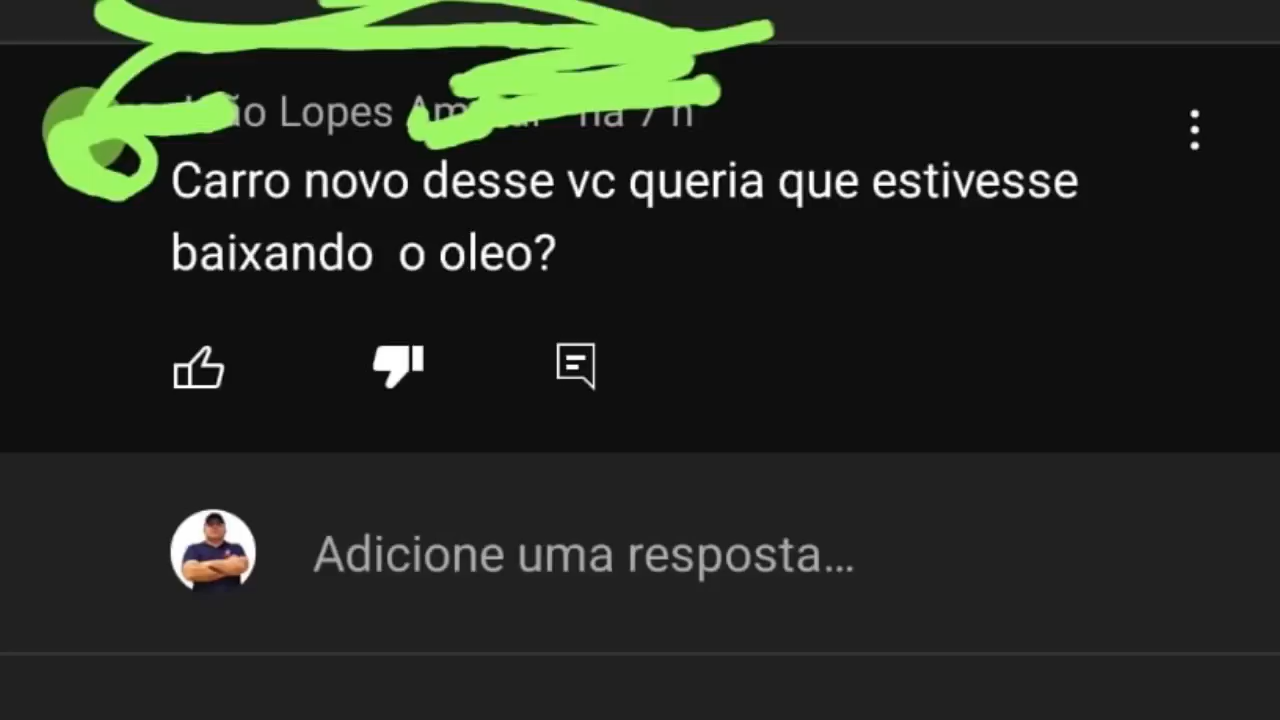 Lopes
Carro novo desse vc queria que estivesse
baixando o oleo?
Adicione uma resposta...